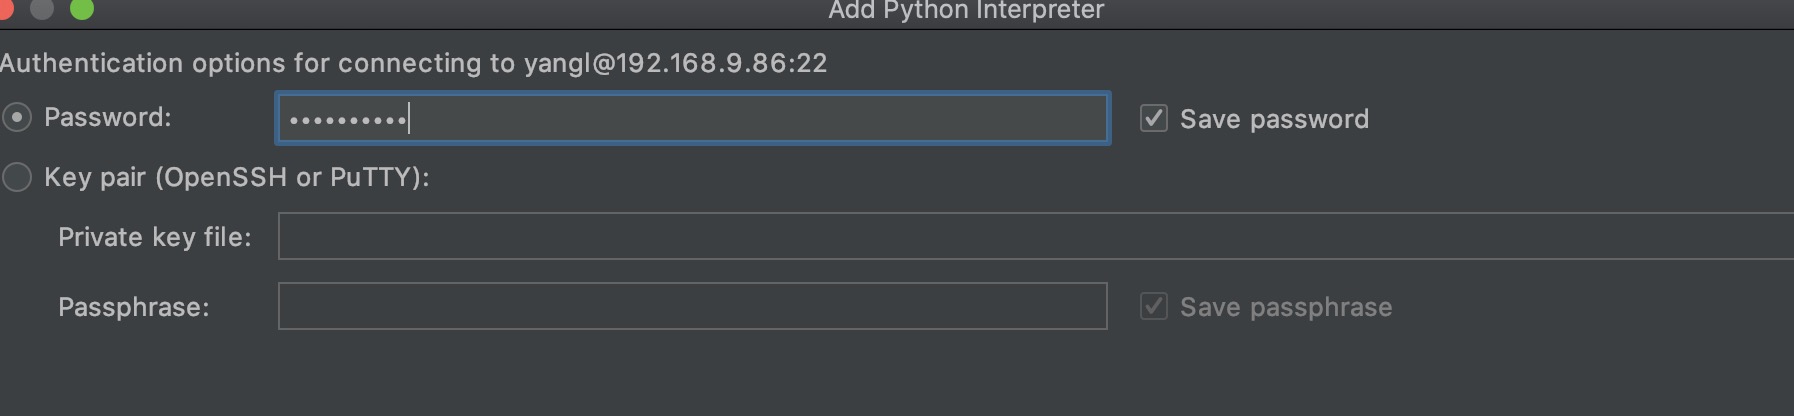 Add Python Interpreter
Authentication options for connecting to yangl@192.168.9.86:22
Password: •••••••••• Save password
Key pair (OpenSSH or PuTTY):
Private key file:
Passphrase: Save passphrase